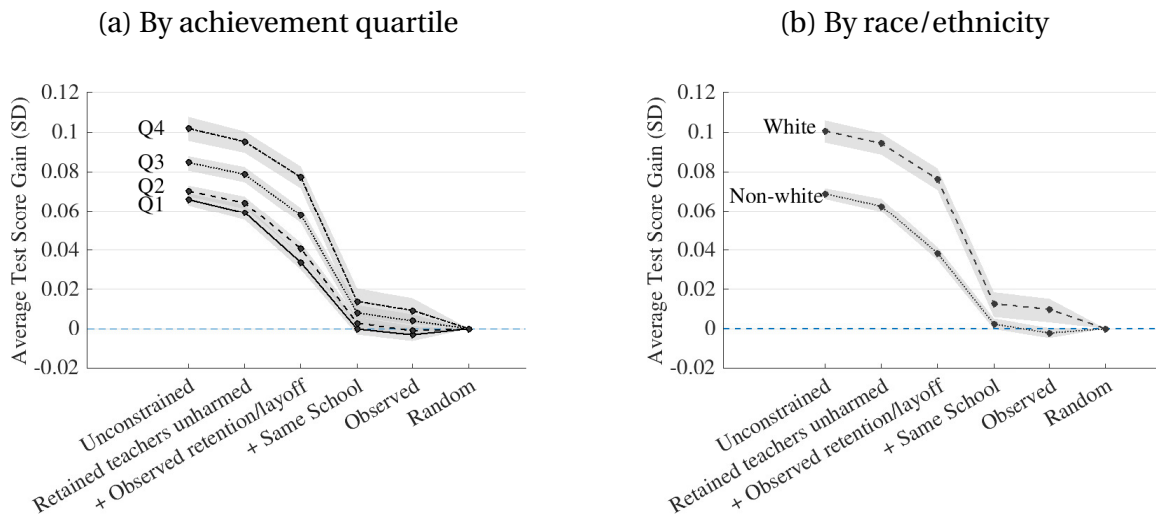 (a) By achievement quartile
Average Test Score Gain (SD)
0.12
0.1
0.08
0.06
0.04
0.02
0
-0.02
Q4
Q3
Q2
Q1
Unconstrained
Retained teachers unharmed
+ Observed retention/layoff
+ Same School
Observed
Random
(b) By race/ethnicity
Average Test Score Gain (SD)
0.12
0.1
0.08
0.06
0.04
0.02
0
-0.02
White
Non-white
Unconstrained
Retained teachers unharmed
+ Observed retention/layoff
+ Same School
Observed
Random